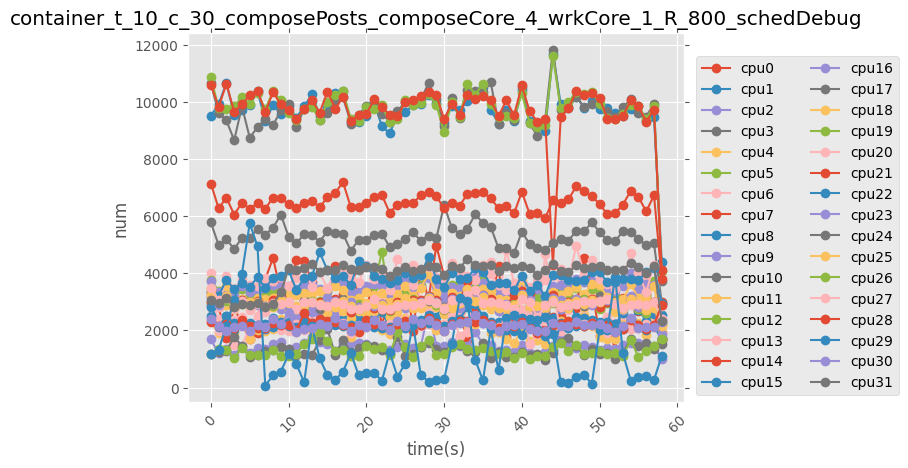 container_t_10_c_30_composePosts_composeCore_4_wrkCore_1_R_800_schedDebug
12000
10000
8000
6000
4000
2000
0
num
0
10
20
30
40
50
60
time(s)
cpu0
cpu1
cpu2
cpu3
cpu4
cpu5
cpu6
cpu7
cpu8
cpu9
cpu10
cpu11
cpu12
cpu13
cpu14
cpu15
cpu16
cpu17
cpu18
cpu19
cpu20
cpu21
cpu22
cpu23
cpu24
cpu25
cpu26
cpu27
cpu28
cpu29
cpu30
cpu31